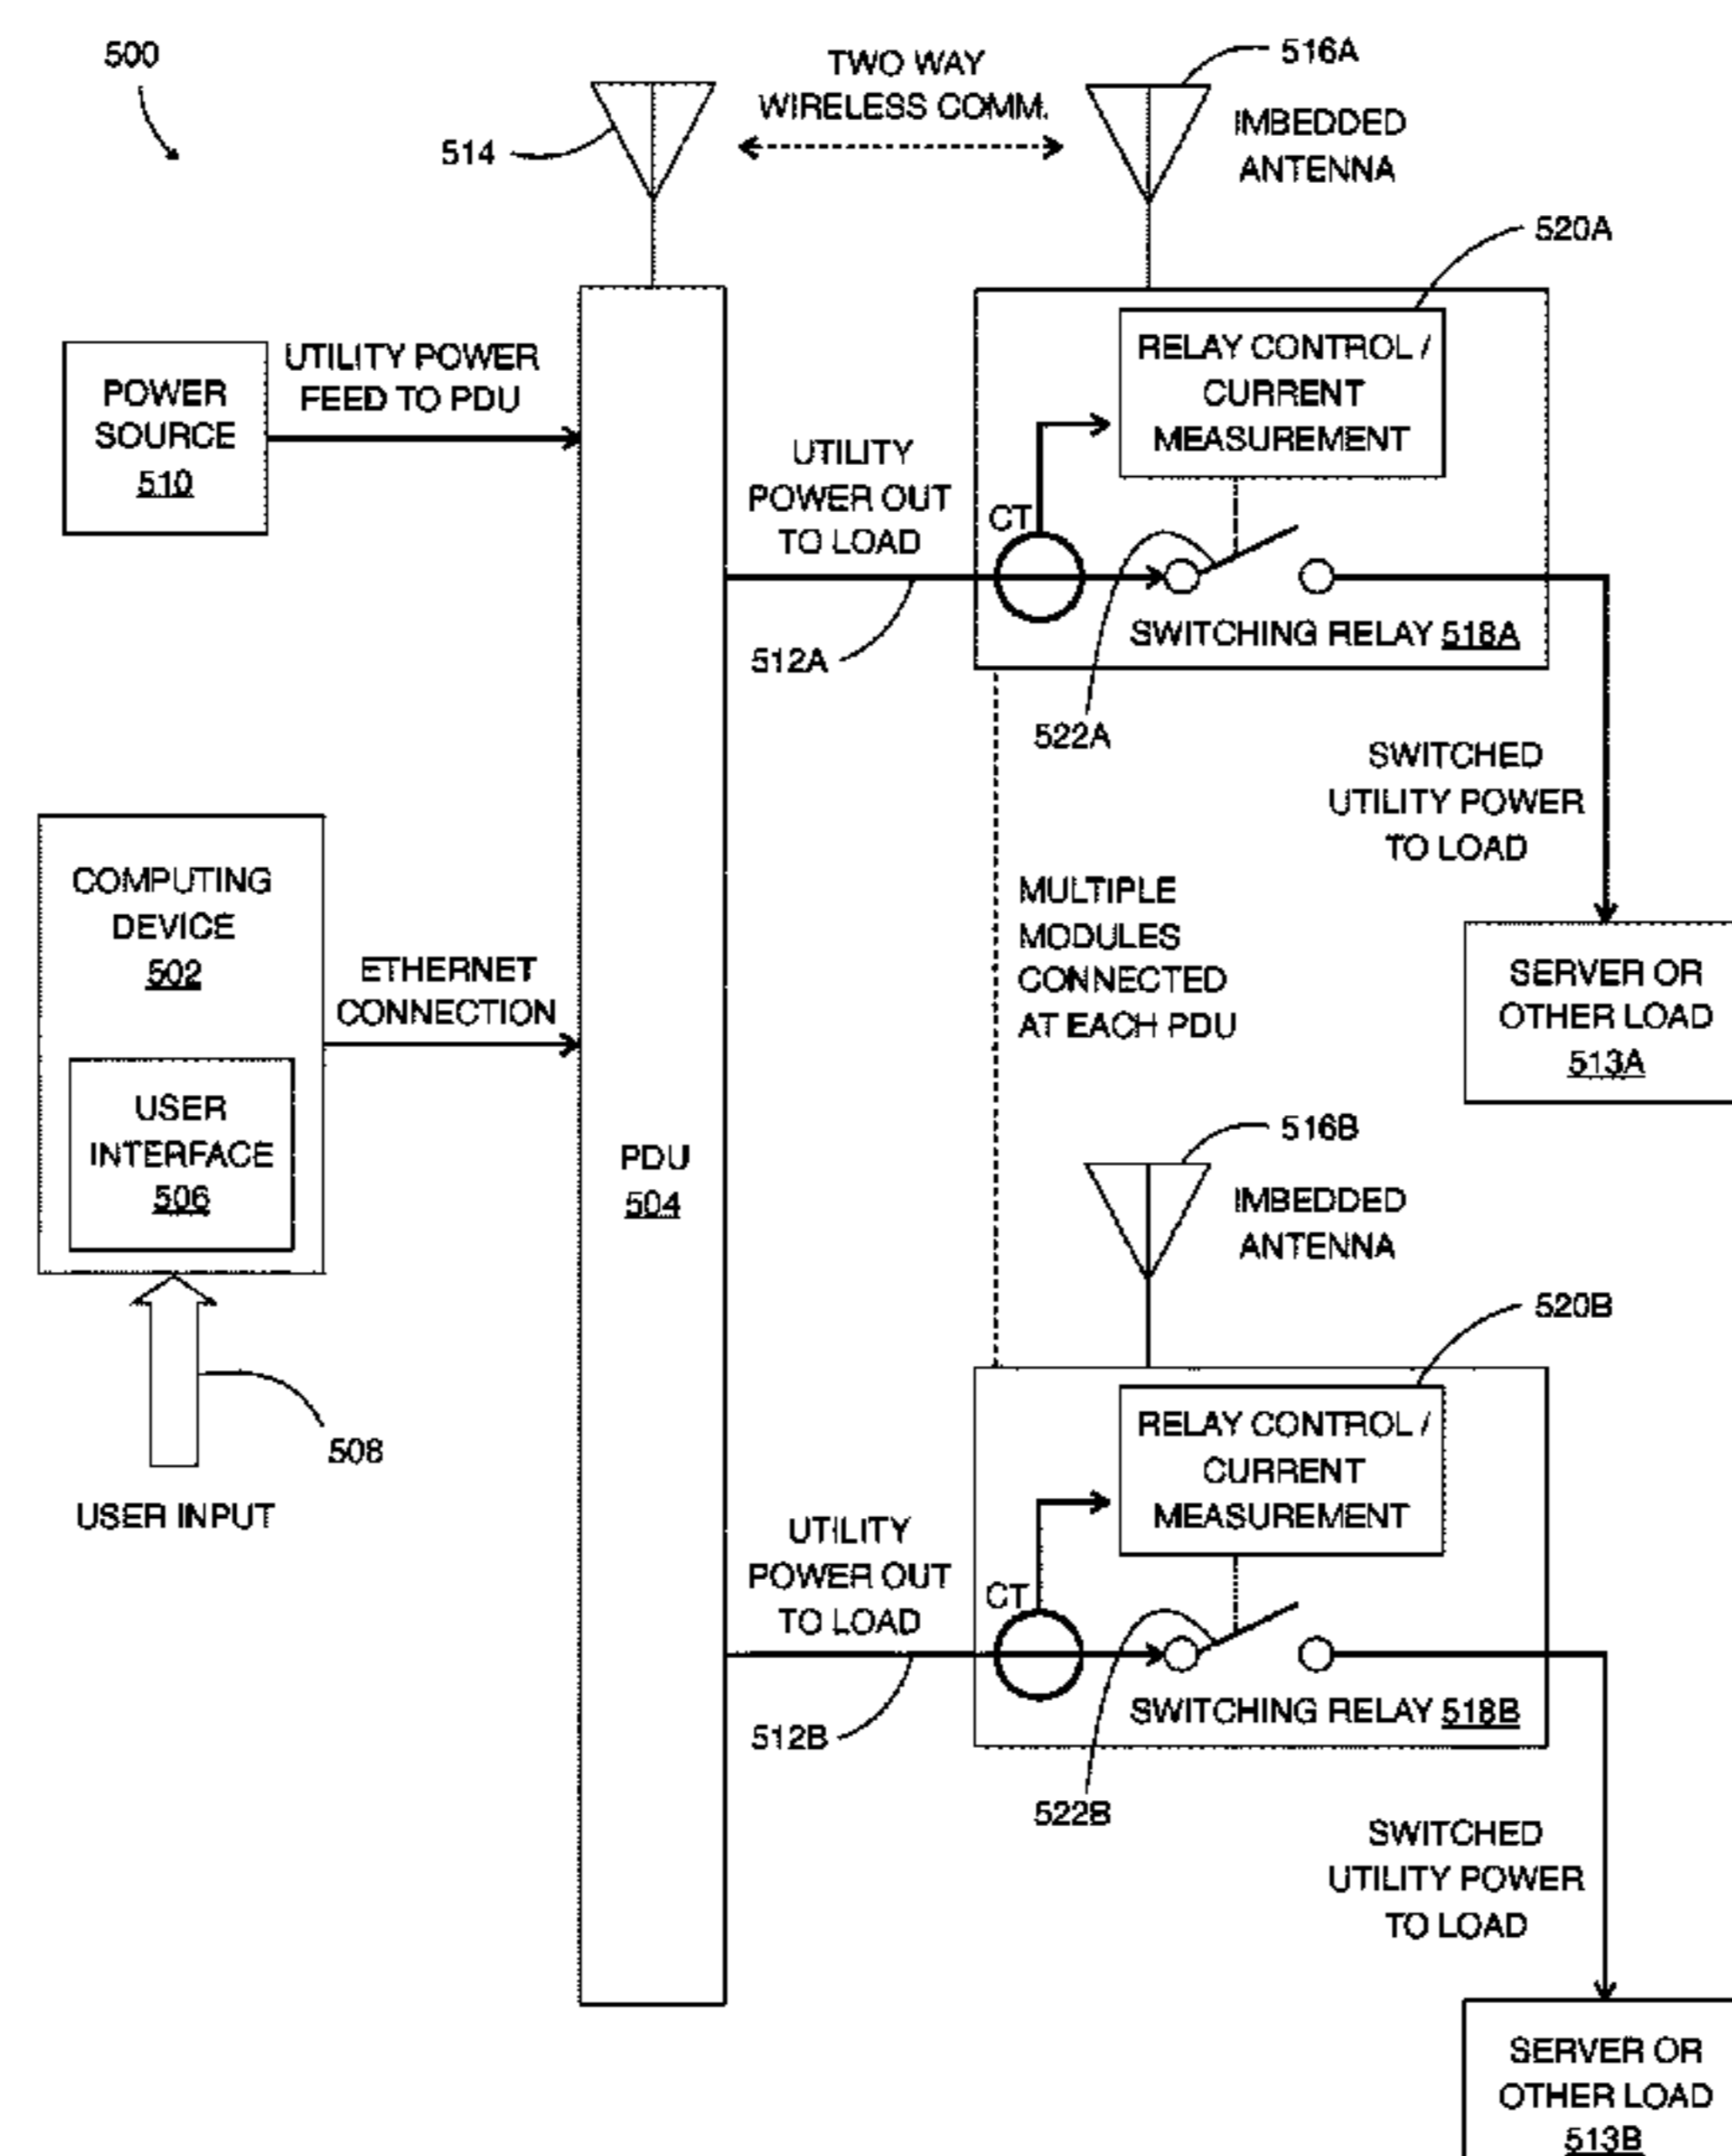 500
514
TWO WAY
WIRELESS COMM.
516A
IMBEDDED
ANTENNA
520A
POWER
SOURCE
510
UTILITY POWER
FEED TO PDU
RELAY CONTROL /
CURRENT
MEASUREMENT
UTILITY
POWER OUT
TO LOAD
CT
512A
SWITCHING RELAY 518A
522A
SWITCHED
UTILITY POWER
TO LOAD
COMPUTING
DEVICE
502
ETHERNET
CONNECTION
USER
INTERFACE
506
508
USER INPUT
PDU
504
MULTIPLE
MODULES
CONNECTED
AT EACH PDU
SERVER OR
OTHER LOAD
513A
516B
IMBEDDED
ANTENNA
520B
RELAY CONTROL /
CURRENT
MEASUREMENT
UTILITY
POWER OUT
TO LOAD
CT
512B
SWITCHING RELAY 518B
522B
SWITCHED
UTILITY POWER
TO LOAD
SERVER OR
OTHER LOAD
513B